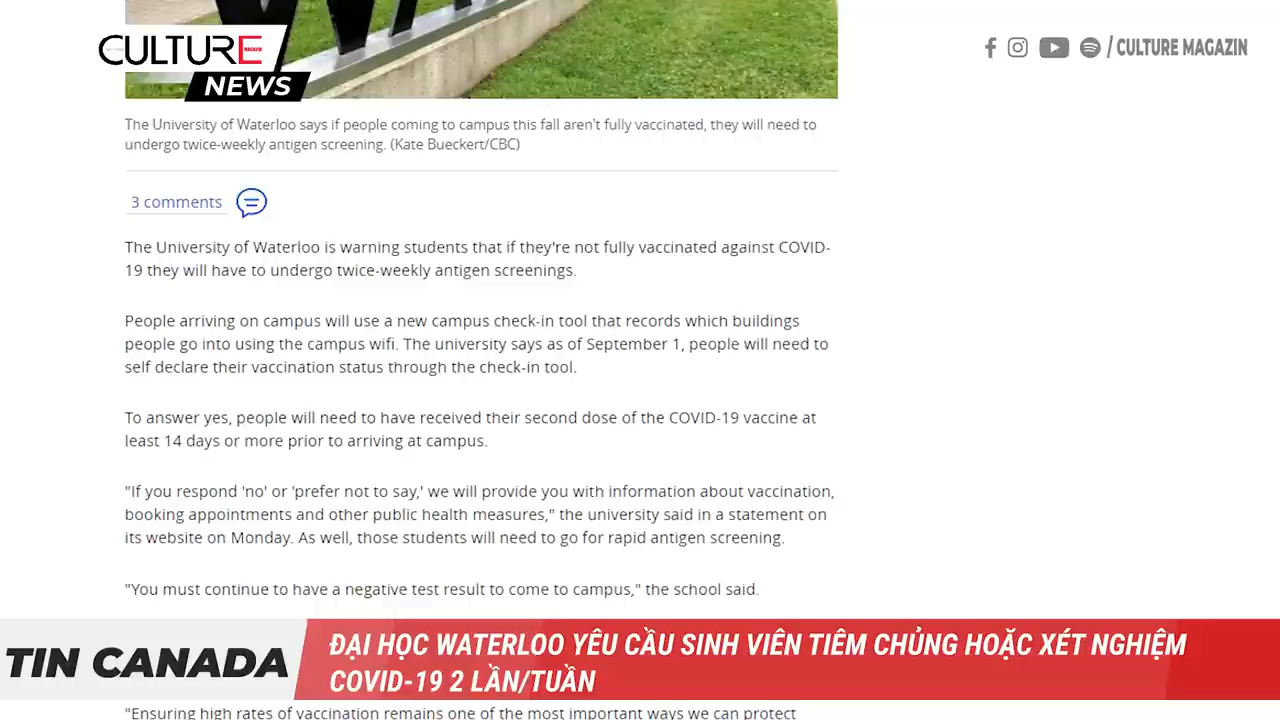 CULTURE
NEWS
/ CULTURE MAGAZIN
The University of Waterloo says if people coming to campus this fall aren't fully vaccinated, they will need to
undergo twice-weekly antigen screening. (Kate Bueckert/CBC)
3 comments
The University of Waterloo is warning students that if they're not fully vaccinated against COVID-
19 they will have to undergo twice-weekly antigen screenings.
People arriving on campus will use a new campus check-in tool that records which buildings
people go into using the campus wifi. The university says as of September 1, people will need to
self declare their vaccination status through the check-in tool.
To answer yes, people will need to have received their second dose of the COVID-19 vaccine at
least 14 days or more prior to arriving at campus.
"If you respond 'no' or 'prefer not to say,' we will provide you with information about vaccination,
booking appointments and other public health measures," the university said in a statement on
its website on Monday. As well, those students will need to go for rapid antigen screening.
"You must continue to have a negative test result to come to campus," the school said.
TIN CANADA
ĐẠI HỌC WATERLOO YÊU CẦU SINH VIÊN TIÊM CHỦNG HOẶC XÉT NGHIỆM
COVID-19 2 LẦN/TUẦN
"Ensuring high rates of vaccination remains one of the most important ways we can protect